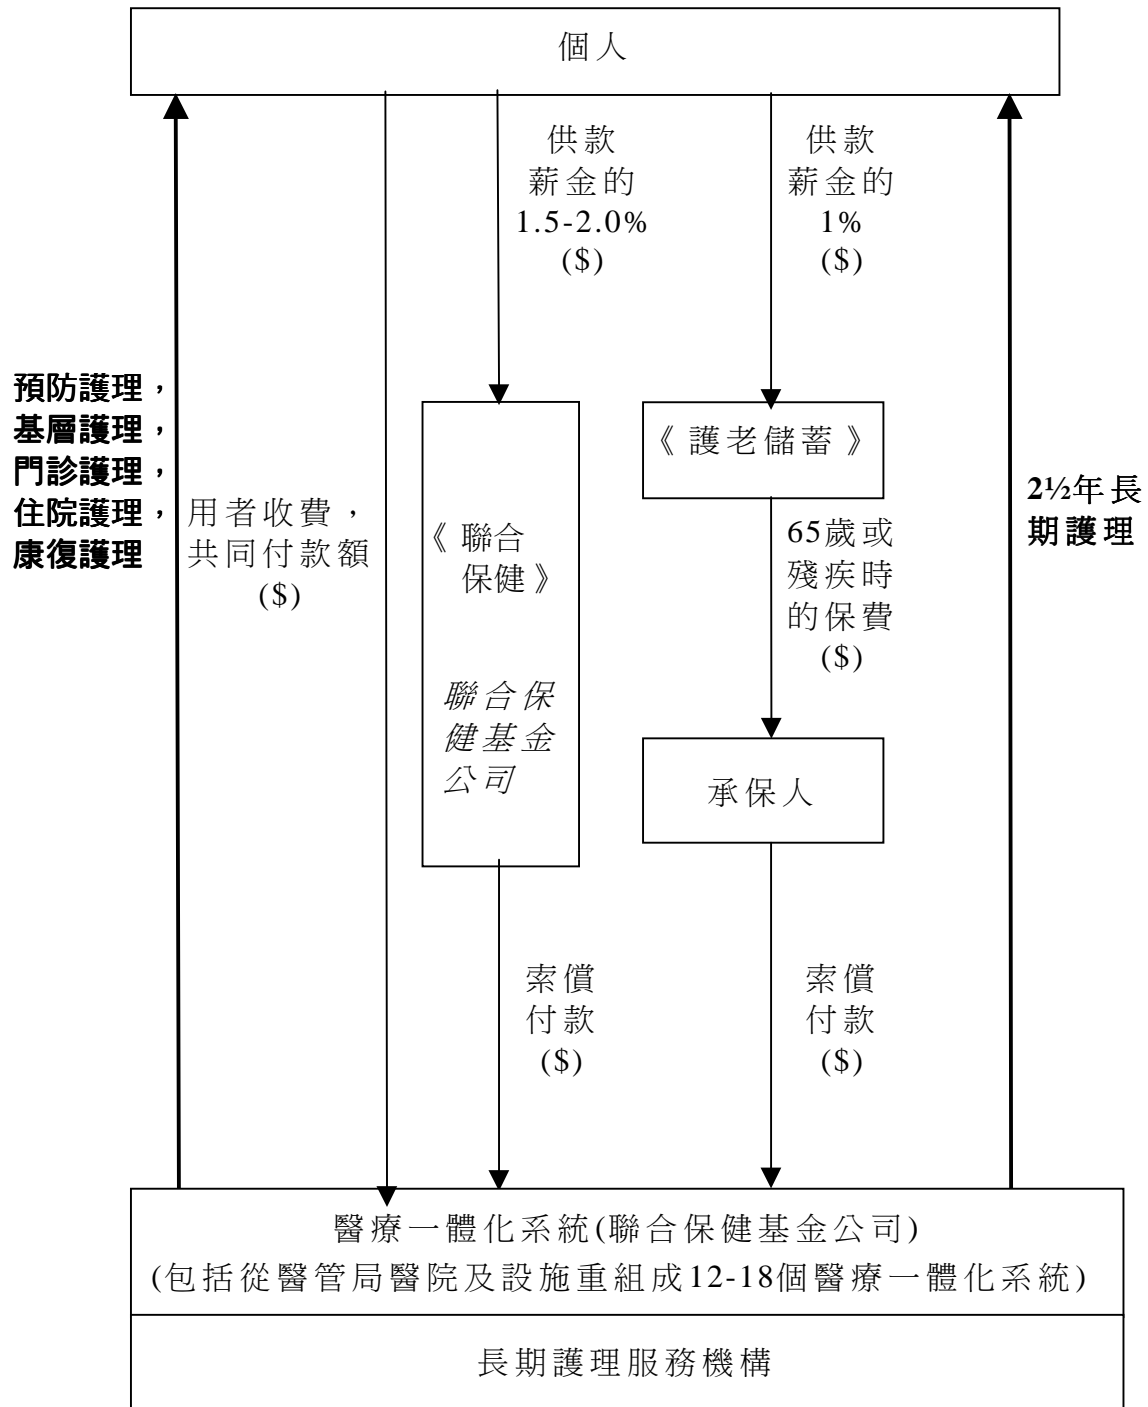 個人
供款
薪金的
1.5-2.0%
($)
供款
薪金的
1%
($)
預防護理，
基層護理，
門診護理，
住院護理，
康復護理
用者收費，
共同付款額
($)
《聯合
保健》
聯合保
健基金
公司
《護老儲蓄》
65歲或
殘疾時
的保費
($)
承保人
2½年長
期護理
索償
付款
($)
索償
付款
($)
醫療一體化系統(聯合保健基金公司)
(包括從醫管局醫院及設施重組成12-18個醫療一體化系統)
長期護理服務機構